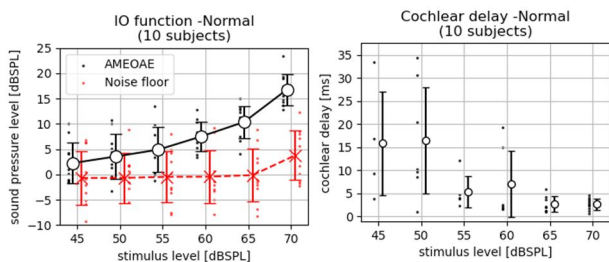 IO function -Normal
(10 subjects)
AMEOAE
Noise floor
sound pressure level [dBSPL]
25
20
15
10
5
0
−5
−10
45 50 55 60 65 70
stimulus level [dBSPL]
Cochlear delay -Normal
(10 subjects)
cochlear delay [ms]
35
30
25
20
15
10
5
0
45 50 55 60 65 70
stimulus level [dBSPL]